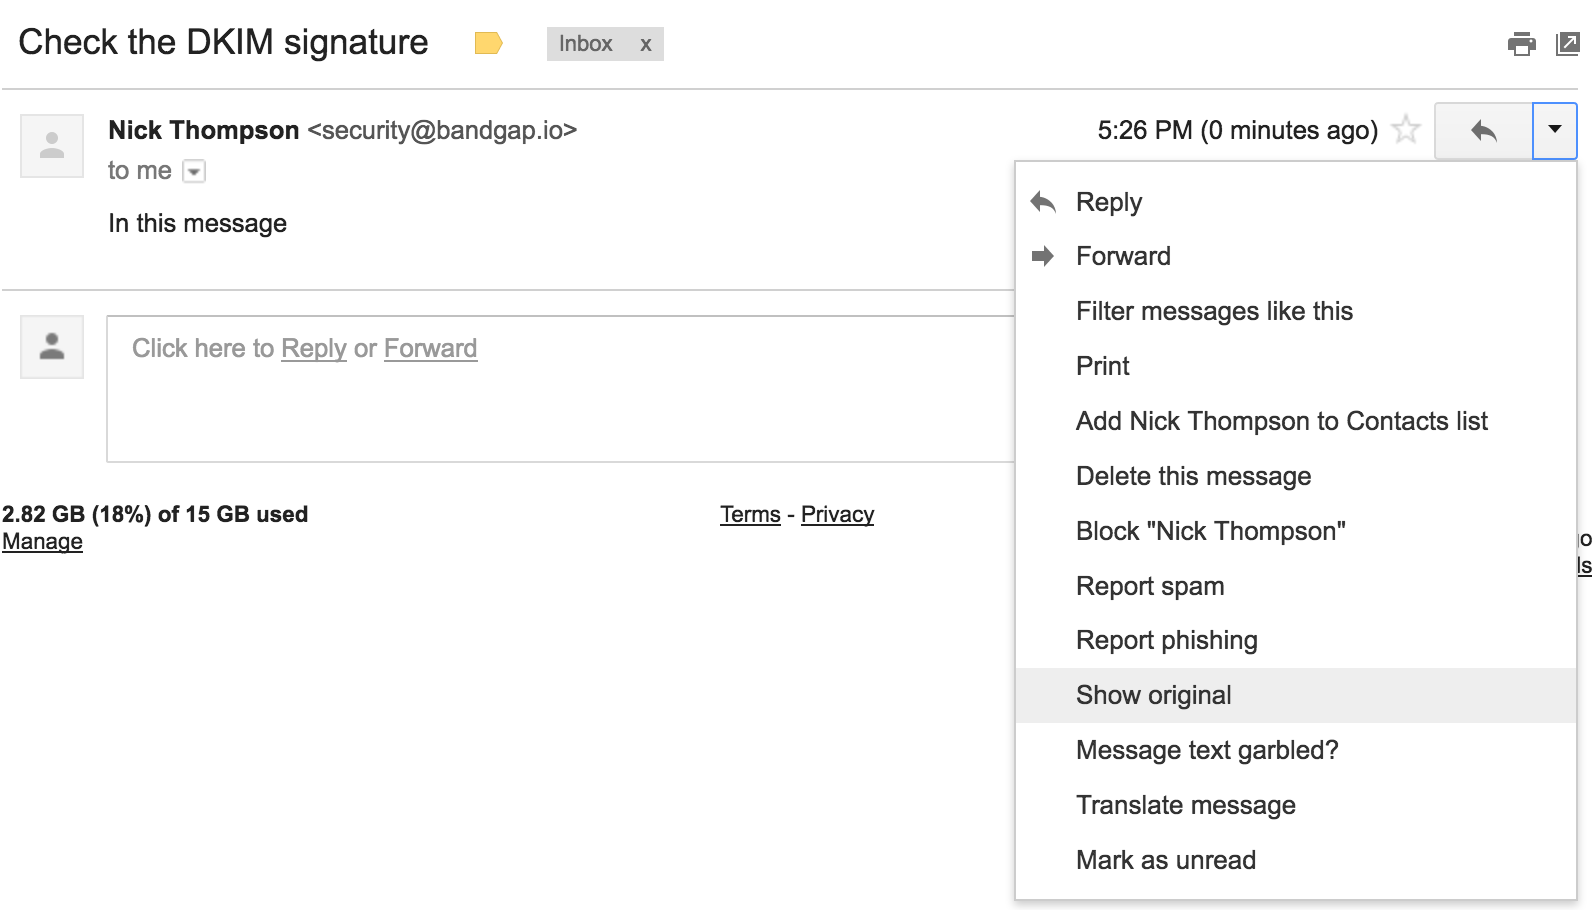 Check the DKIM signature
Inbox x
Nick Thompson <security@bandgap.io>
5:26 PM (0 minutes ago)
to me
In this message
Reply
Forward
Filter messages like this
Print
Add Nick Thompson to Contacts list
Delete this message
Block "Nick Thompson"
Report spam
Report phishing
Show original
Message text garbled?
Translate message
Mark as unread
Click here to Reply or Forward
2.82 GB (18%) of 15 GB used
Manage
Terms - Privacy